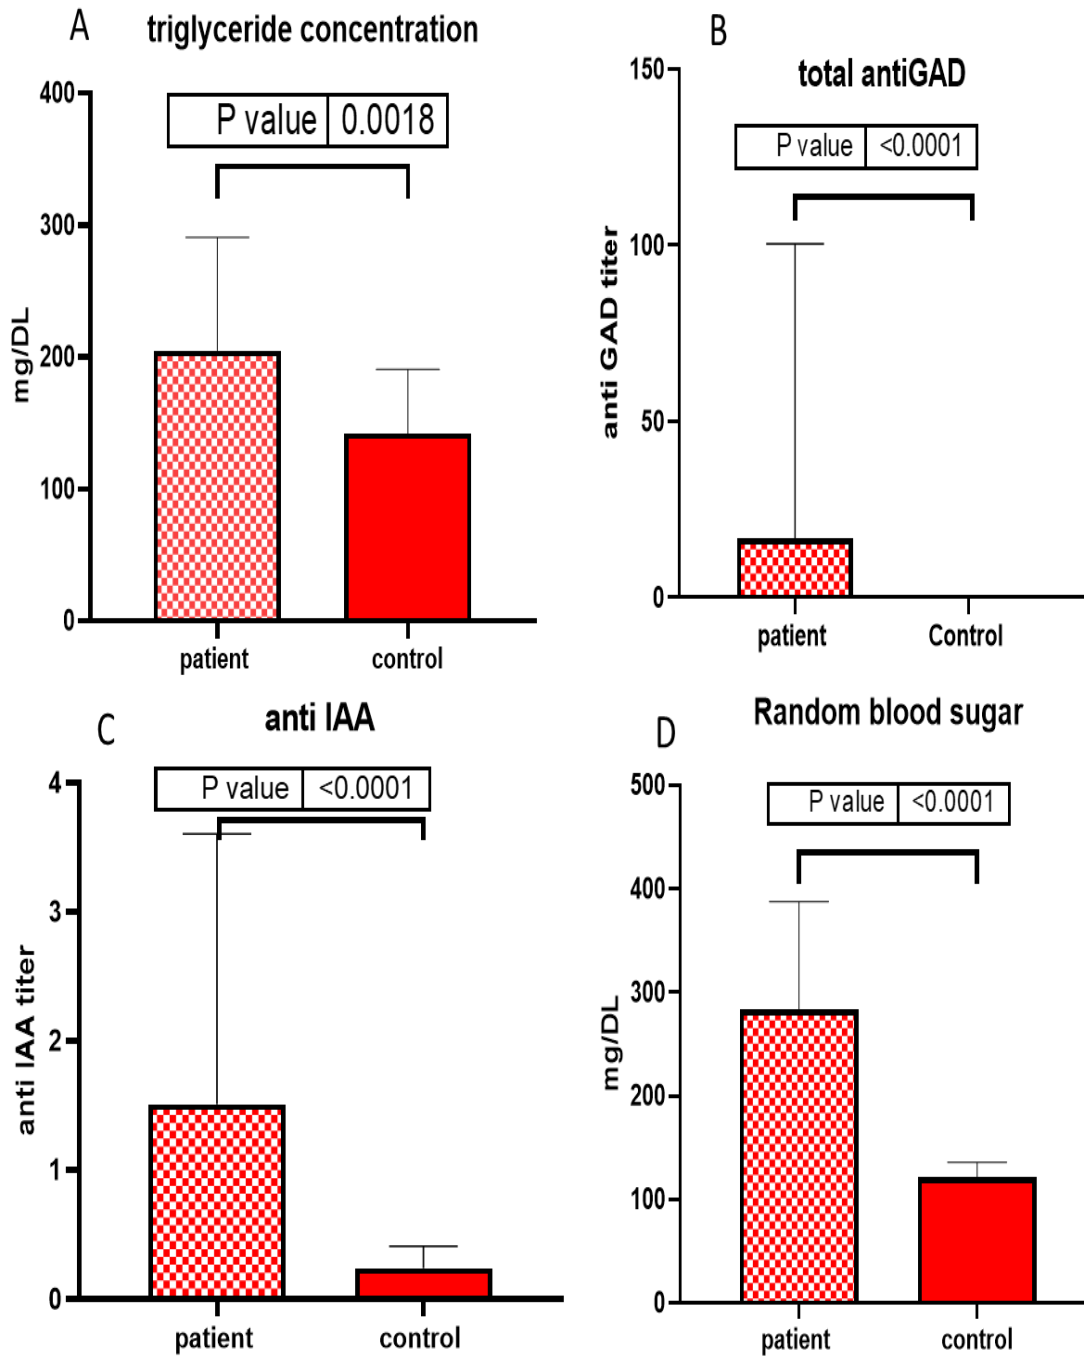 A
triglyceride concentration
P value 0.0018
400
300
200
100
0
mg/DL
patient control
B
total antiGAD
P value <0.0001
150
100
50
0
anti GAD titer
patient Control
C
anti IAA
P value <0.0001
4
3
2
1
0
anti IAA titer
patient control
D
Random blood sugar
P value <0.0001
500
400
300
200
100
0
mg/DL
patient control